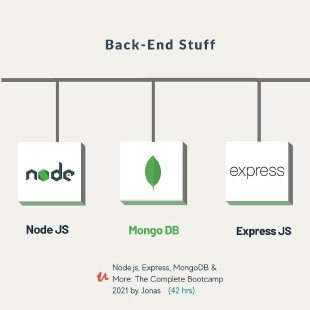 Back-End Stuff
node express
Node JS Mongo DB Express JS
Node.js, Express, MongoDB &
More: The Complete Bootcamp
2021 by Jonas (42 hrs)